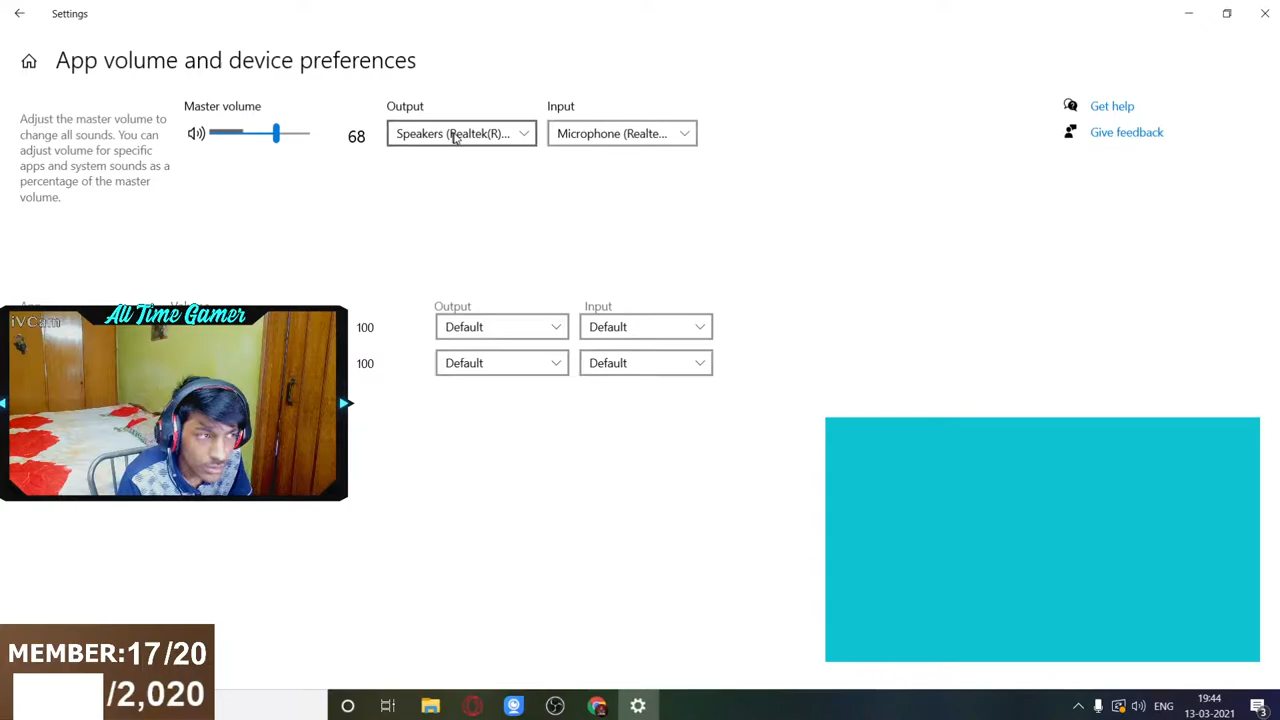 Settings
App volume and device preferences
Adjust the master volume to
change all sounds. You can
adjust volume for specific
apps and system sounds as a
percentage of the master
volume.
Master volume
68
Output
Speakers (Realtek(R)...
Input
Microphone (Realte...
Get help
Give feedback
Output
Input
All Time Gamer
iVCam
100
Default
Default
100
Default
Default
MEMBER:17/20
/2,020
ENG
19:44
13-03-2021
3